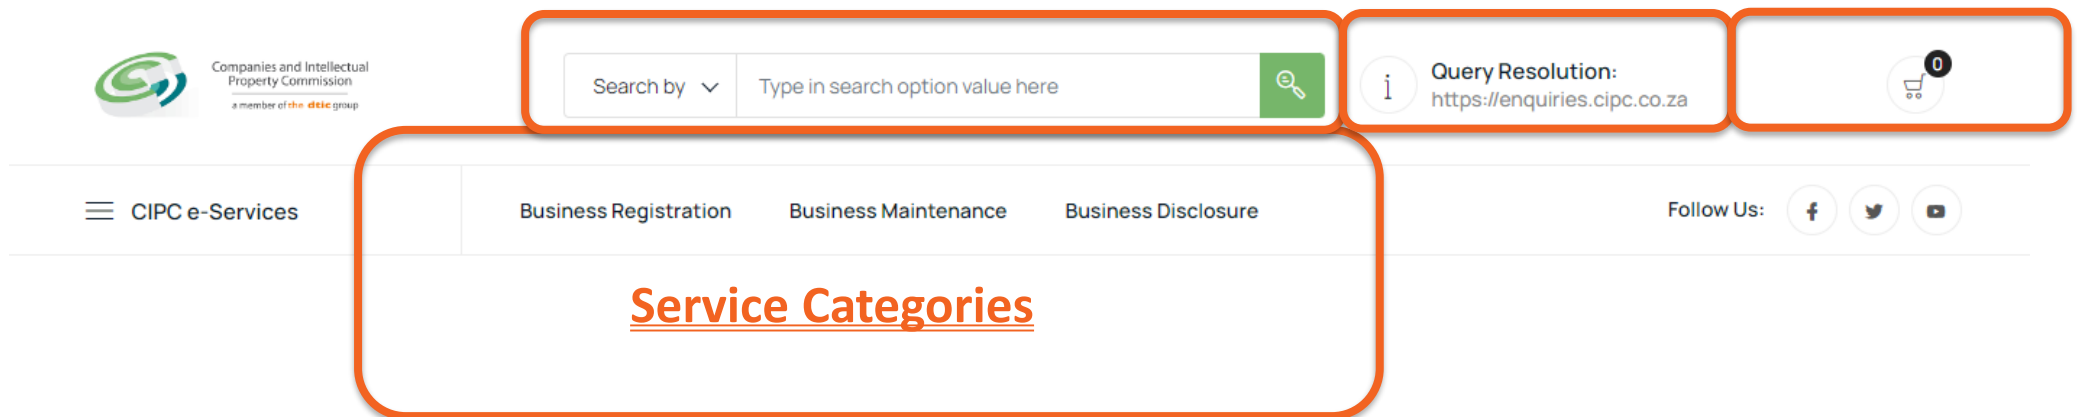 Companies and Intellectual
Property Commission
a member of the dtic group
Search by
Type in search option value here
i
Query Resolution:
https://enquiries.cipc.co.za
0
CIPC e-Services
Business Registration
Business Maintenance
Business Disclosure
Follow Us:
Service Categories